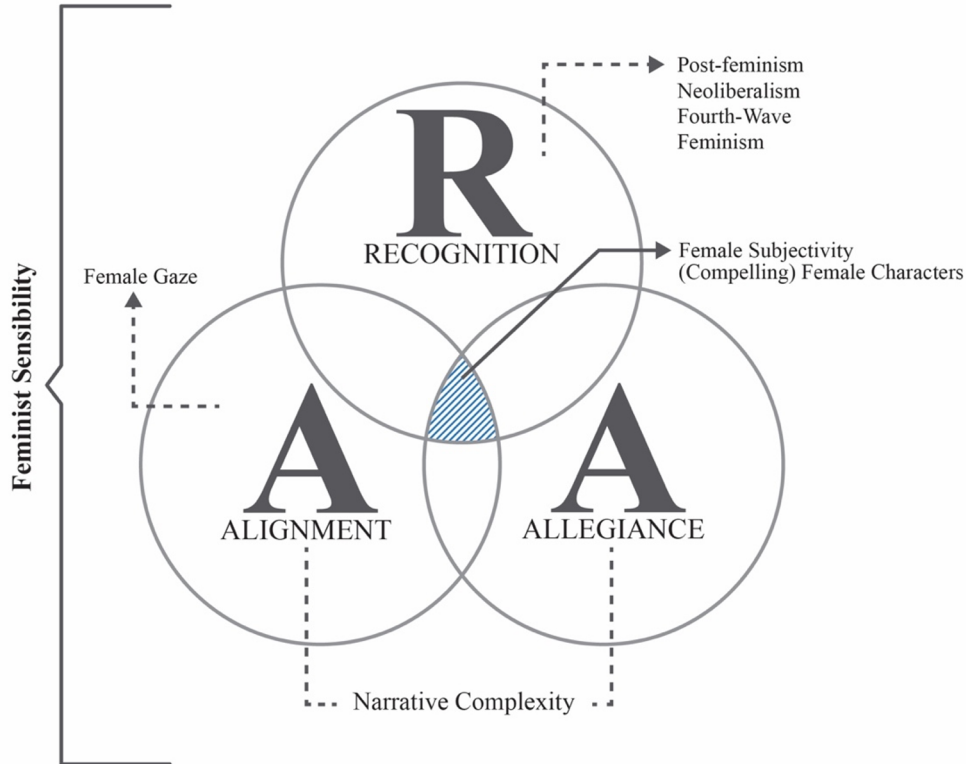 Post-feminism
Neoliberalism
Fourth-Wave
Feminism
R
RECOGNITION
Female Subjectivity
(Compelling) Female Characters
Female Gaze
Feminist Sensibility
A
ALIGNMENT
A
ALLEGIANCE
Narrative Complexity